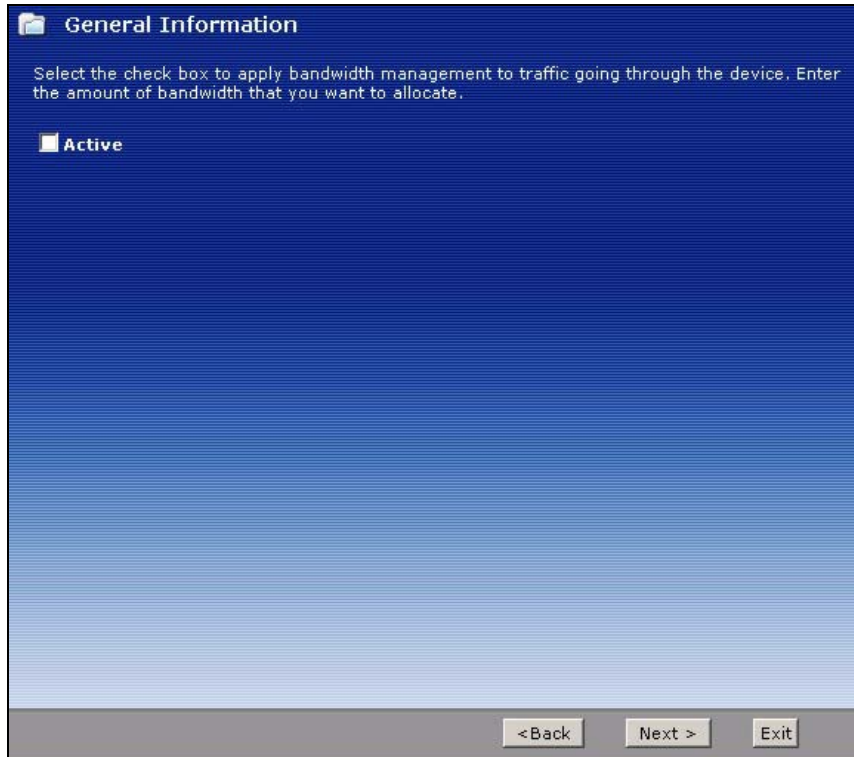 General Information
Select the check box to apply bandwidth management to traffic going through the device. Enter
the amount of bandwidth that you want to allocate.
Active
<Back Next > Exit